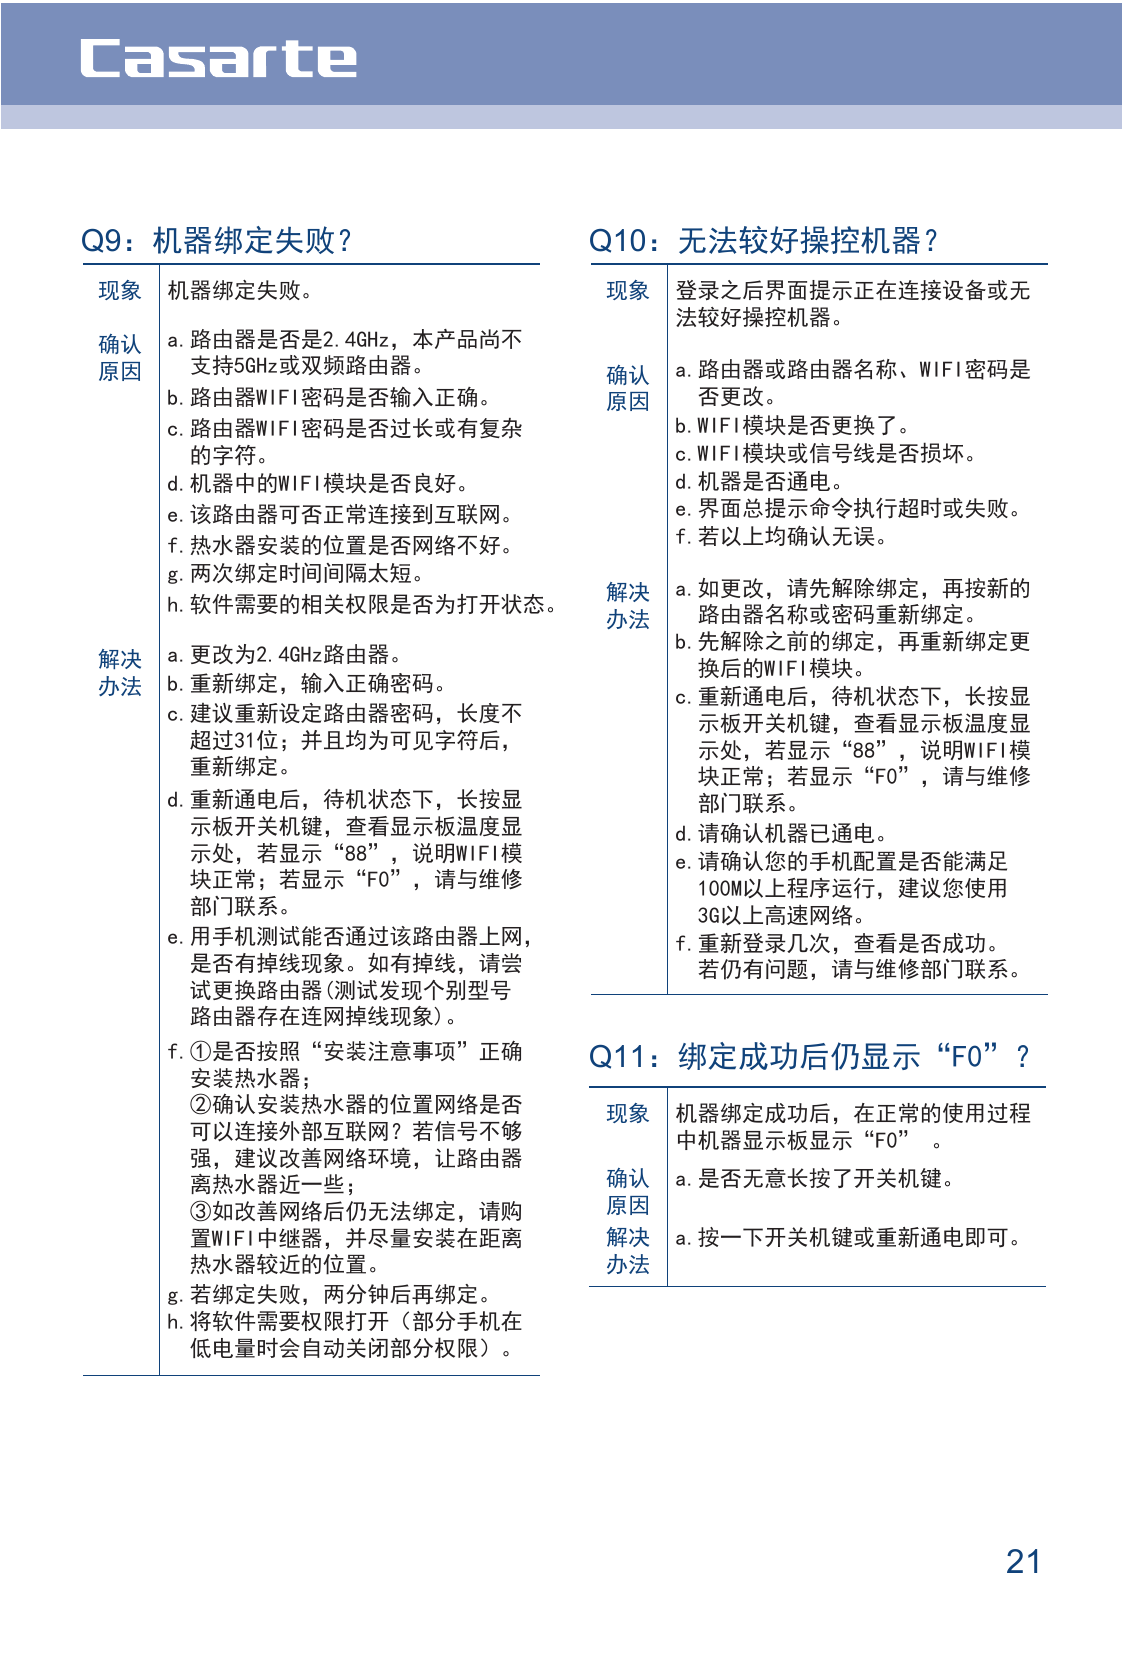 Casarte
Q9：机器绑定失败？
现象
机器绑定失败。
确认
原因
a.路由器是否是2.4GHz，本产品尚不
支持5GHz或双频路由器。
b.路由器WIFI密码是否输入正确。
c.路由器WIFI密码是否过长或有复杂
的字符。
d.机器中的WIFI模块是否良好。
e.该路由器可否正常连接到互联网。
f.热水器安装的位置是否网络不好。
g.两次绑定时间间隔太短。
h.软件需要的相关权限是否为打开状态。
解决
办法
a.更改为2.4GHz路由器。
b.重新绑定，输入正确密码。
c.建议重新设定路由器密码，长度不
超过31位；并且均为可见字符后，
重新绑定。
d.重新通电后，待机状态下，长按显
示板开关机键，查看显示板温度显
示处，若显示“88”，说明WIFI模
块正常；若显示“F0”，请与维修
部门联系。
e.用手机测试能否通过该路由器上网，
是否有掉线现象。如有掉线，请尝
试更换路由器(测试发现个别型号
路由器存在连网掉线现象)。
f.①是否按照“安装注意事项”正确
安装热水器；
②确认安装热水器的位置网络是否
可以连接外部互联网？若信号不够
强，建议改善网络环境，让路由器
离热水器近一些；
③如改善网络后仍无法绑定，请购
置WIFI中继器，并尽量安装在距离
热水器较近的位置。
g.若绑定失败，两分钟后再绑定。
h.将软件需要权限打开（部分手机在
低电量时会自动关闭部分权限）。
Q10：无法较好操控机器？
现象
登录之后界面提示正在连接设备或无
法较好操控机器。
确认
原因
a.路由器或路由器名称、WIFI密码是
否更改。
b.WIFI模块是否更换了。
c.WIFI模块或信号线是否损坏。
d.机器是否通电。
e.界面总提示命令执行超时或失败。
f.若以上均确认无误。
解决
办法
a.如更改，请先解除绑定，再按新的
路由器名称或密码重新绑定。
b.先解除之前的绑定，再重新绑定更
换后的WIFI模块。
c.重新通电后，待机状态下，长按显
示板开关机键，查看显示板温度显
示处，若显示“88”，说明WIFI模
块正常；若显示“F0”，请与维修
部门联系。
d.请确认机器已通电。
e.请确认您的手机配置是否能满足
100M以上程序运行，建议您使用
3G以上高速网络。
f.重新登录几次，查看是否成功。
若仍有问题，请与维修部门联系。
Q11：绑定成功后仍显示“F0”？
现象
机器绑定成功后，在正常的使用过程
中机器显示板显示“F0” 。
确认
原因
a.是否无意长按了开关机键。
解决
办法
a.按一下开关机键或重新通电即可。
21